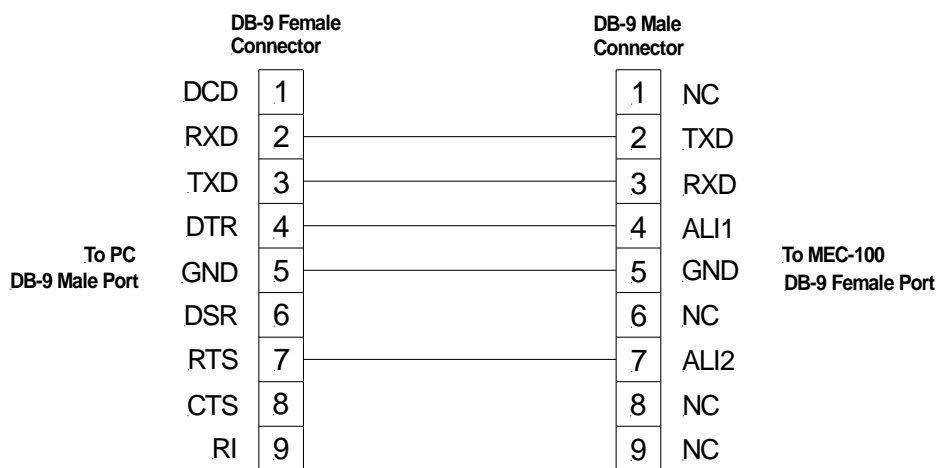 DB-9 Female
Connector
DB-9 Male
Connector
DCD 1 1 NC
RXD 2 2 TXD
TXD 3 3 RXD
DTR 4 4 ALI1
To PC
DB-9 Male Port
GND 5 5 GND
To MEC-100
DB-9 Female Port
DSR 6 6 NC
RTS 7 7 ALI2
CTS 8 8 NC
RI 9 9 NC